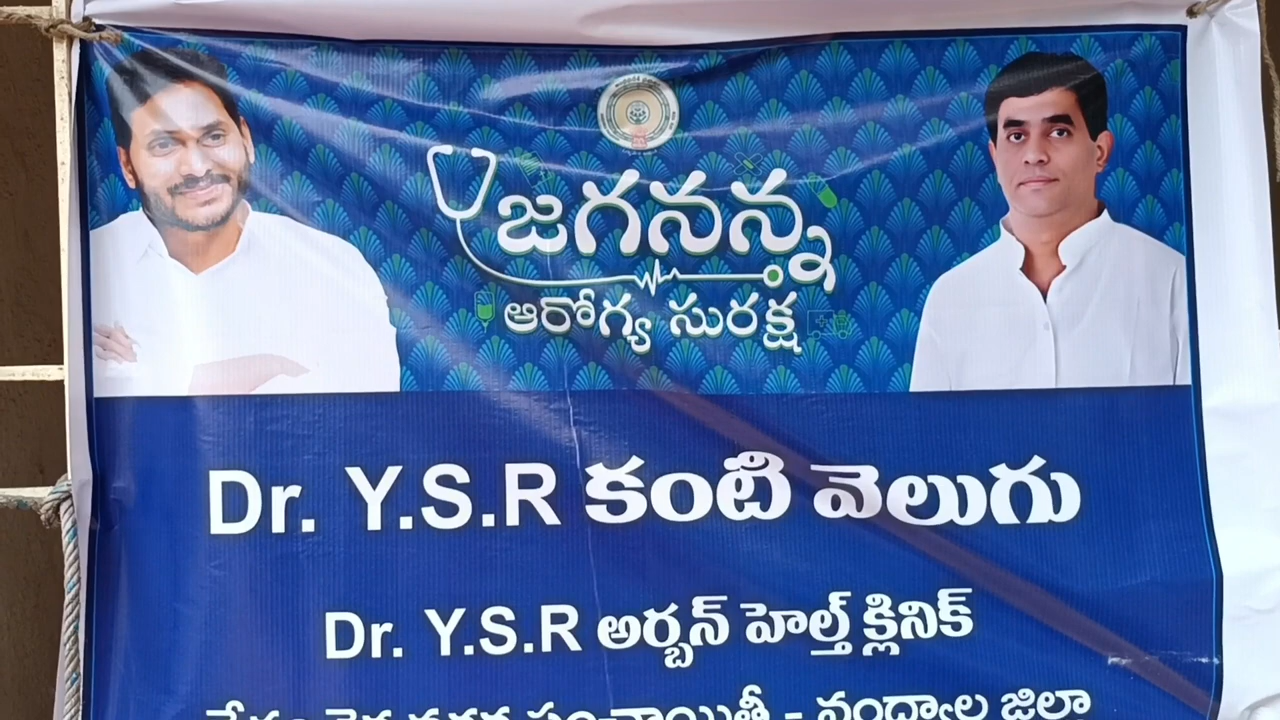 జగనన్న
ఆరోగ్య సురక్ష
Dr. Y.S.R కంటి వెలుగు
Dr. Y.S.R అర్బన్ హెల్త్ క్లినిక్
పంచాయితీ - నంద్యాల జిల్లా